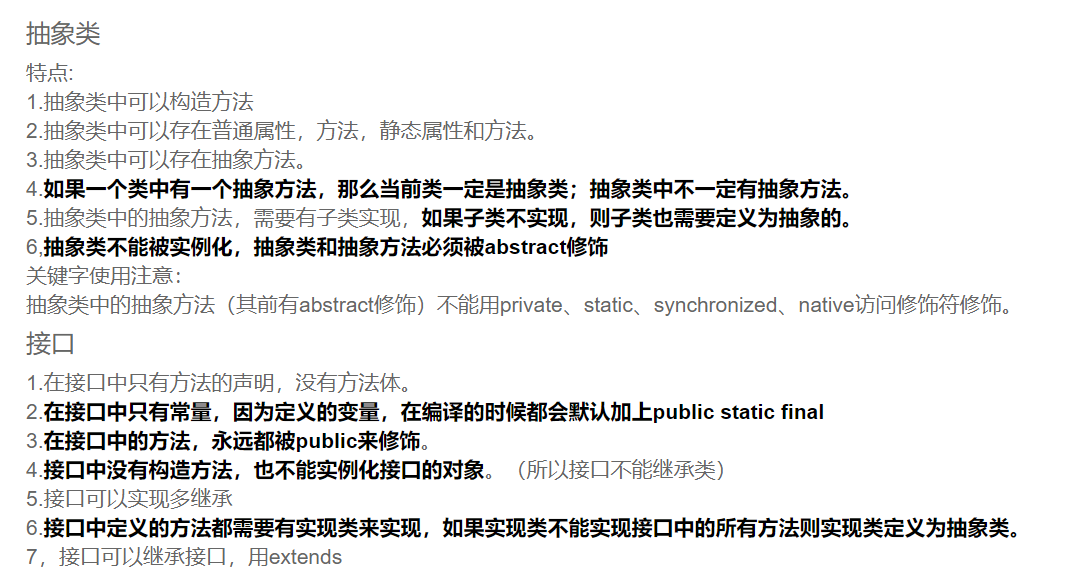 抽象类
特点:
1.抽象类中可以构造方法
2.抽象类中可以存在普通属性，方法，静态属性和方法。
3.抽象类中可以存在抽象方法。
4.如果一个类中有一个抽象方法，那么当前类一定是抽象类；抽象类中不一定有抽象方法。
5.抽象类中的抽象方法，需要有子类实现，如果子类不实现，则子类也需要定义为抽象的。
6,抽象类不能被实例化，抽象类和抽象方法必须被abstract修饰
关键字使用注意：
抽象类中的抽象方法（其前有abstract修饰）不能用private、static、synchronized、native访问修饰符修饰。
接口
1.在接口中只有方法的声明，没有方法体。
2.在接口中只有常量，因为定义的变量，在编译的时候都会默认加上public static final
3.在接口中的方法，永远都被public来修饰。
4.接口中没有构造方法，也不能实例化接口的对象。（所以接口不能继承类）
5.接口可以实现多继承
6.接口中定义的方法都需要有实现类来实现，如果实现类不能实现接口中的所有方法则实现类定义为抽象类。
7，接口可以继承接口，用extends